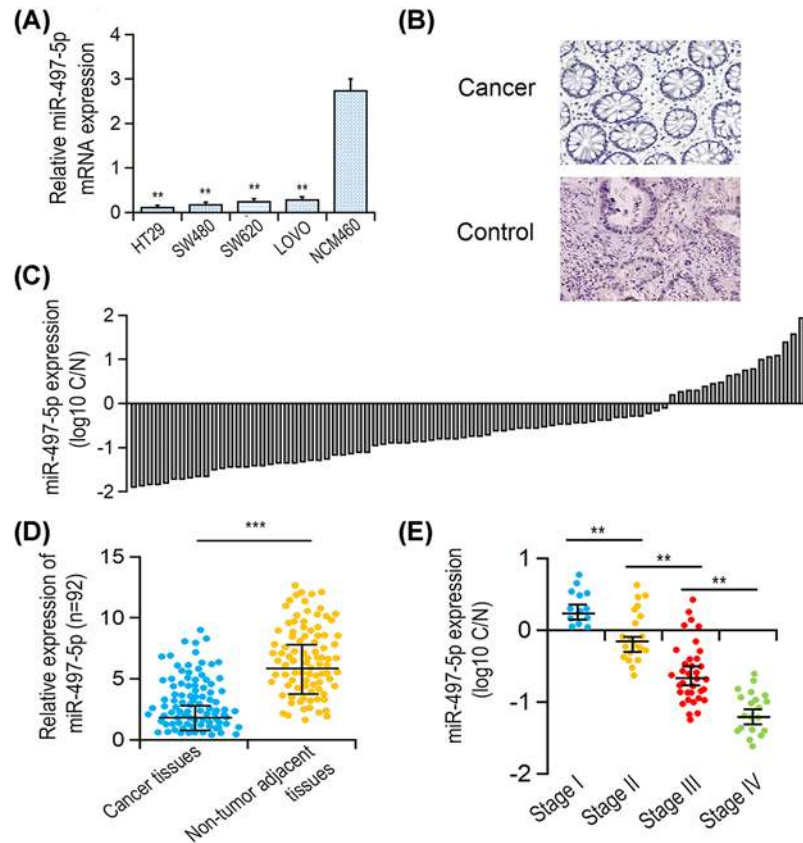 (A)
Relative miR-497-5p
mRNA expression
4
3
2
1
0
**
**
**
**
HT29
SW480
SW620
LOVO
NCM460
(B)
Cancer
Control
(C)
miR-497-5p expression
(log10 C/N)
2
1
0
-1
-2
(D)
Relative expression of
miR-497-5p (n=92)
15
10
5
0
***
Cancer tissues
Non-tumor adjacent
tissues
(E)
miR-497-5p expression
(log10 C/N)
1
0
-1
-2
**
**
**
Stage I
Stage II
Stage III
Stage IV